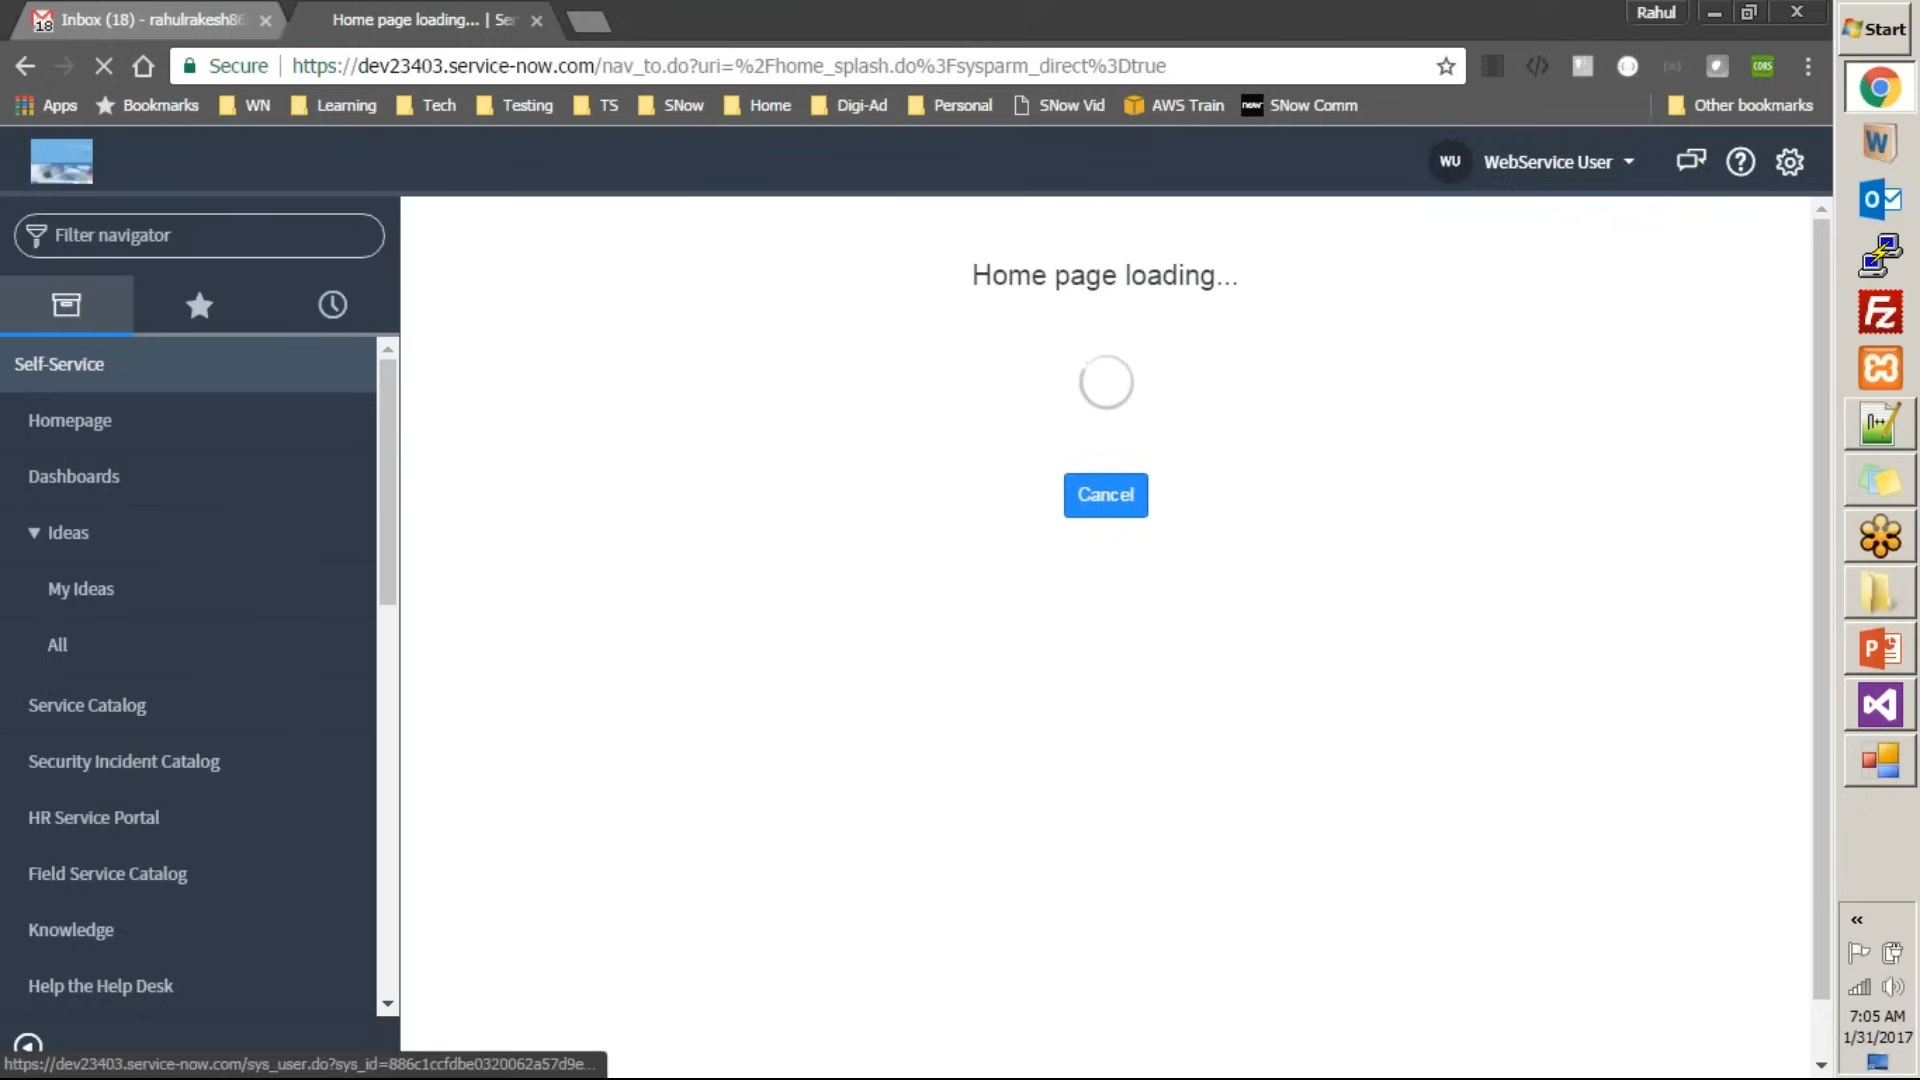 Inbox (18) - rahulrakesh86
Home page loading... | Ser
Rahul
Start
Secure
https://dev23403.service-now.com/nav_to.do?uri=%2Fhome_splash.do%3Fsysparm_direct%3Dtrue
CORS
Apps
Bookmarks
WN
Learning
Tech
Testing
TS
SNow
Home
Digi-Ad
Personal
SNow Vid
AWS Train
now
SNow Comm
Other bookmarks
WU
WebService User
Filter navigator
Home page loading...
Cancel
Self-Service
Homepage
Dashboards
Ideas
My Ideas
All
Service Catalog
Security Incident Catalog
HR Service Portal
Field Service Catalog
Knowledge
Help the Help Desk
https://dev23403.service-now.com/sys_user.do?sys_id=886c1ccfdbe0320062a57d9e...
7:05 AM
1/31/2017